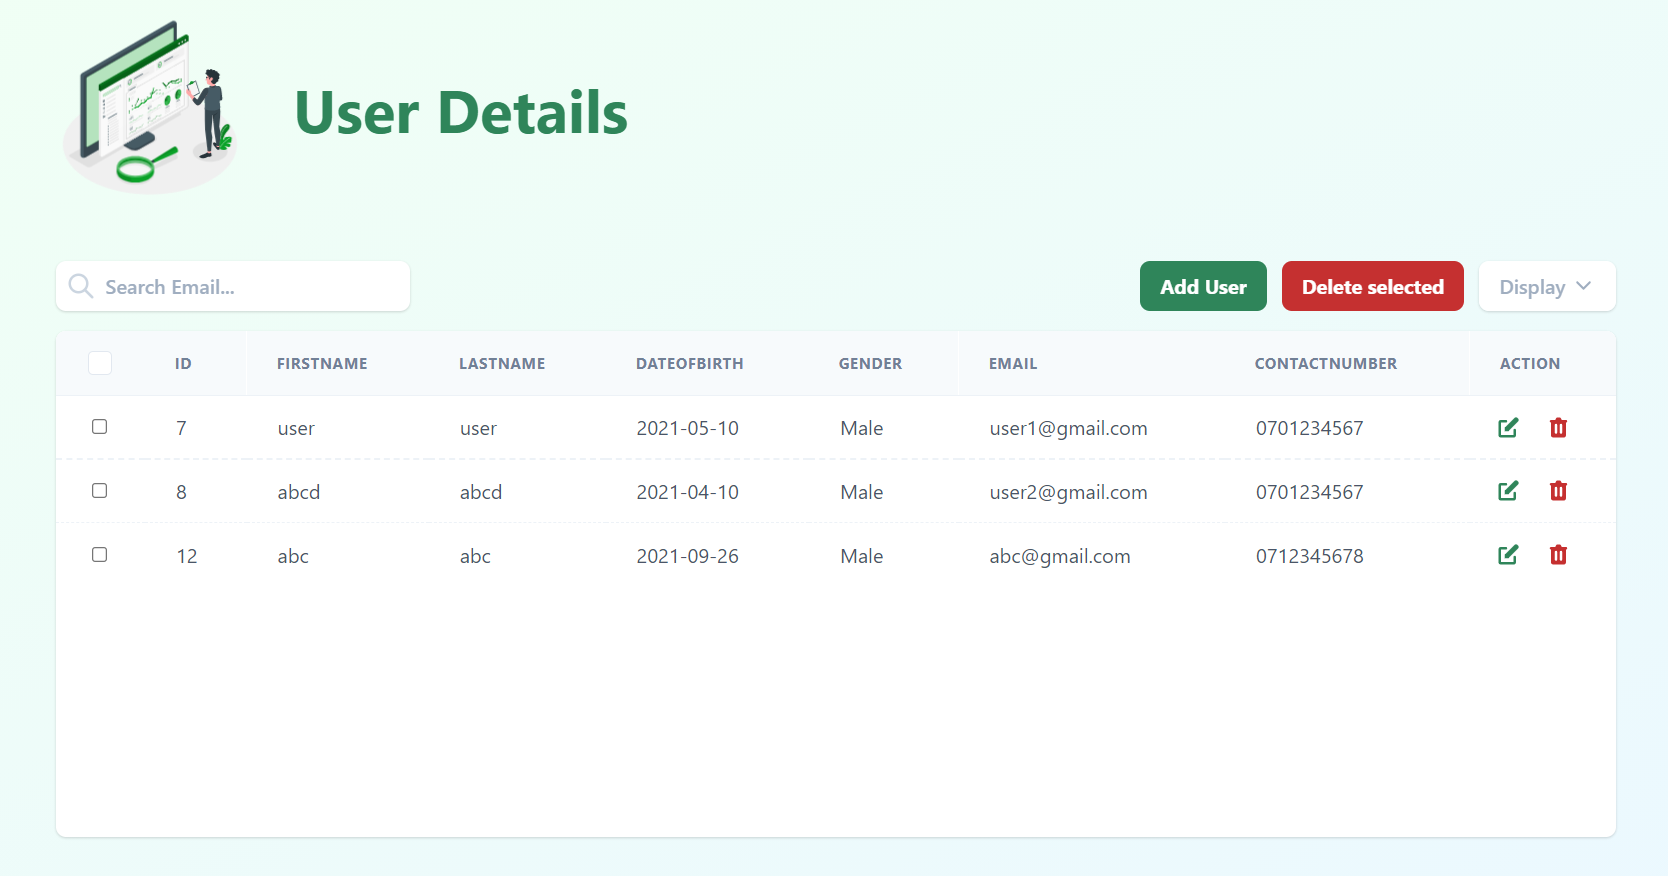 User Details
Search Email...
Add User
Delete selected
Display
ID FIRSTNAME LASTNAME DATEOFBIRTH GENDER EMAIL CONTACTNUMBER ACTION
7 user user 2021-05-10 Male user1@gmail.com 0701234567
8 abcd abcd 2021-04-10 Male user2@gmail.com 0701234567
12 abc abc 2021-09-26 Male abc@gmail.com 0712345678